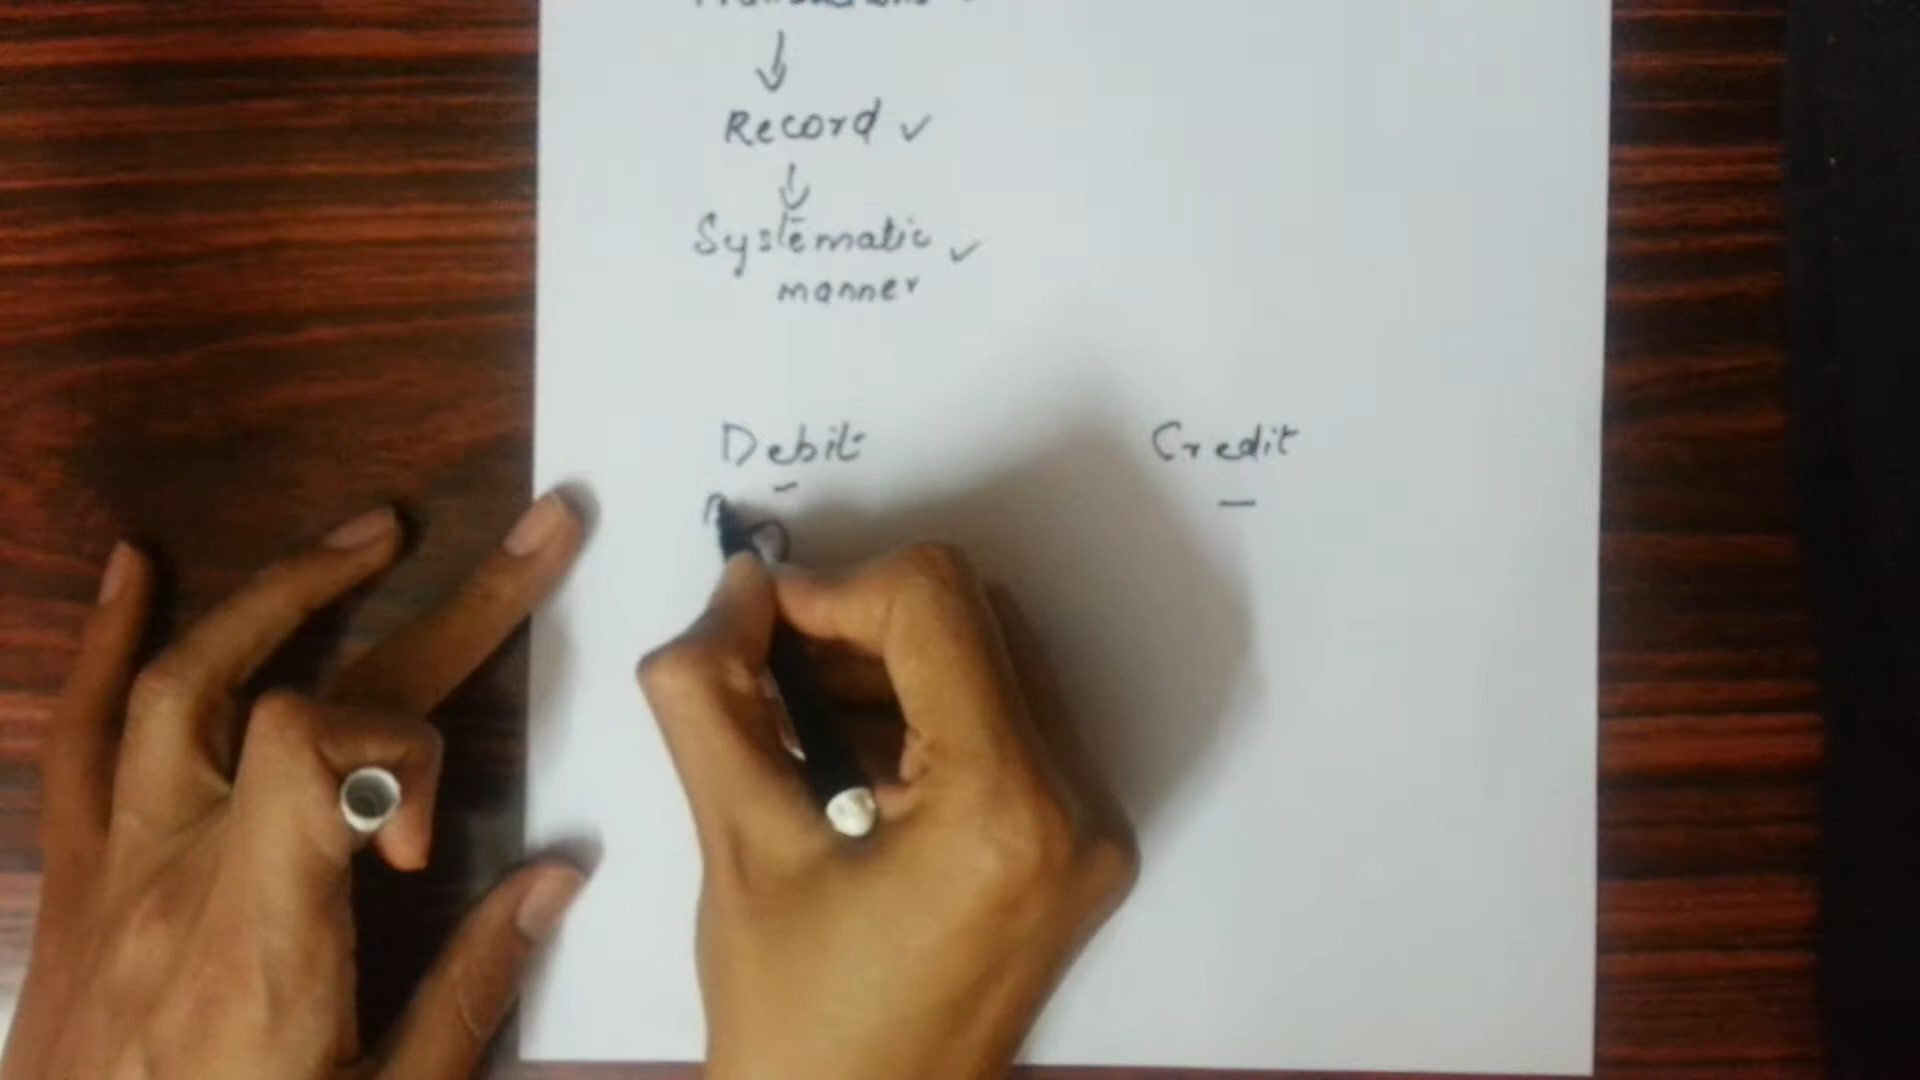 Record ✓
Systematic ✓
manner
Debit Credit